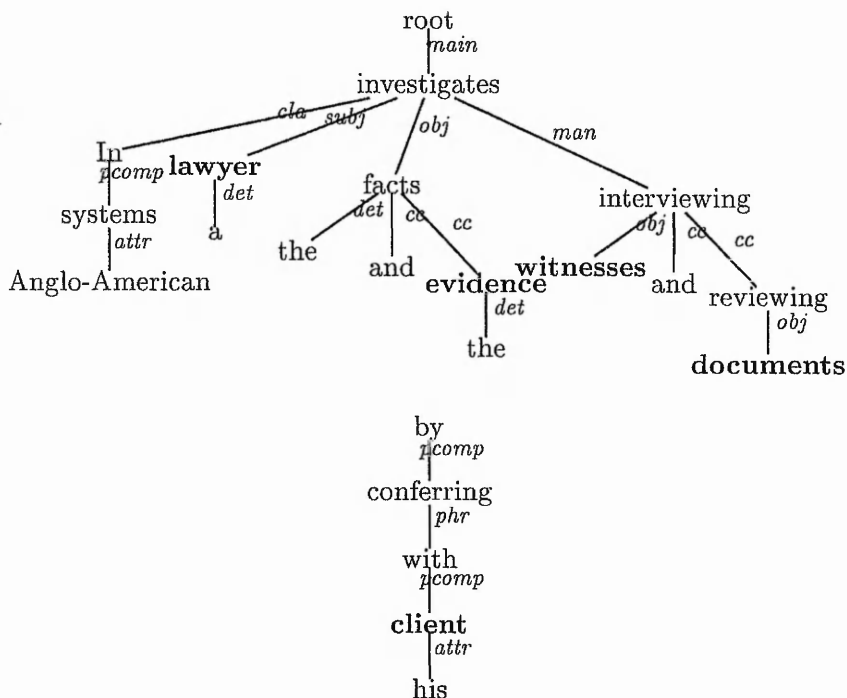 root
main
investigates
cla subj obj man
In
pcomp lawyer
det facts
det cc cc interviewing
obj cc cc
systems
attr a the
and
Anglo-American evidence witnesses and reviewing
det obj
the
documents
by
pcomp
conferring
phr
with
pcomp
client
attr
his